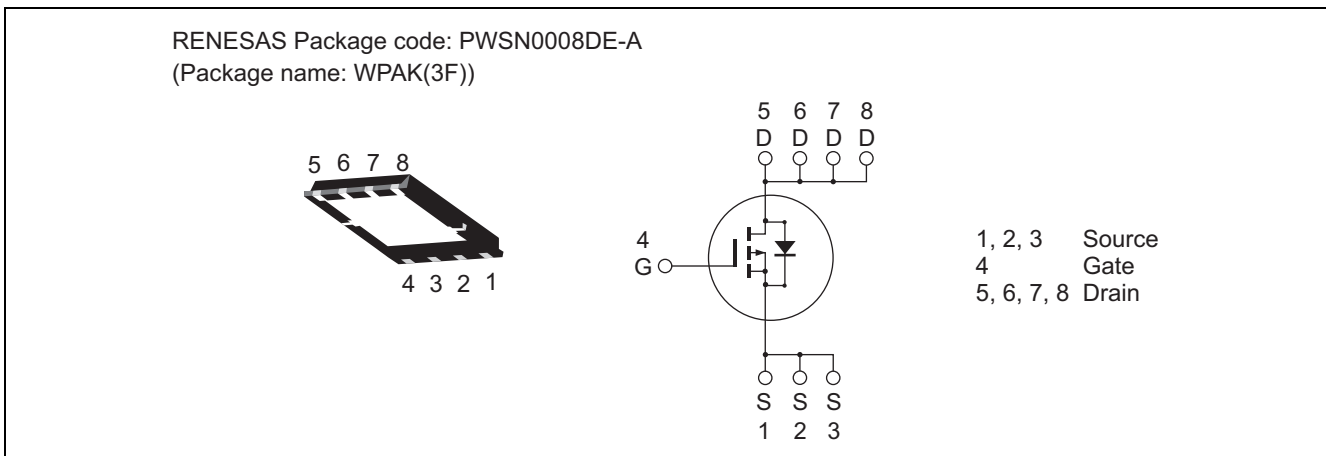 RENESAS Package code: PWSN0008DE-A
(Package name: WPAK(3F))
5 6 7 8
4 3 2 1
5 6 7 8
D D D D
4
G
S S S
1 2 3
1, 2, 3 Source
4 Gate
5, 6, 7, 8 Drain